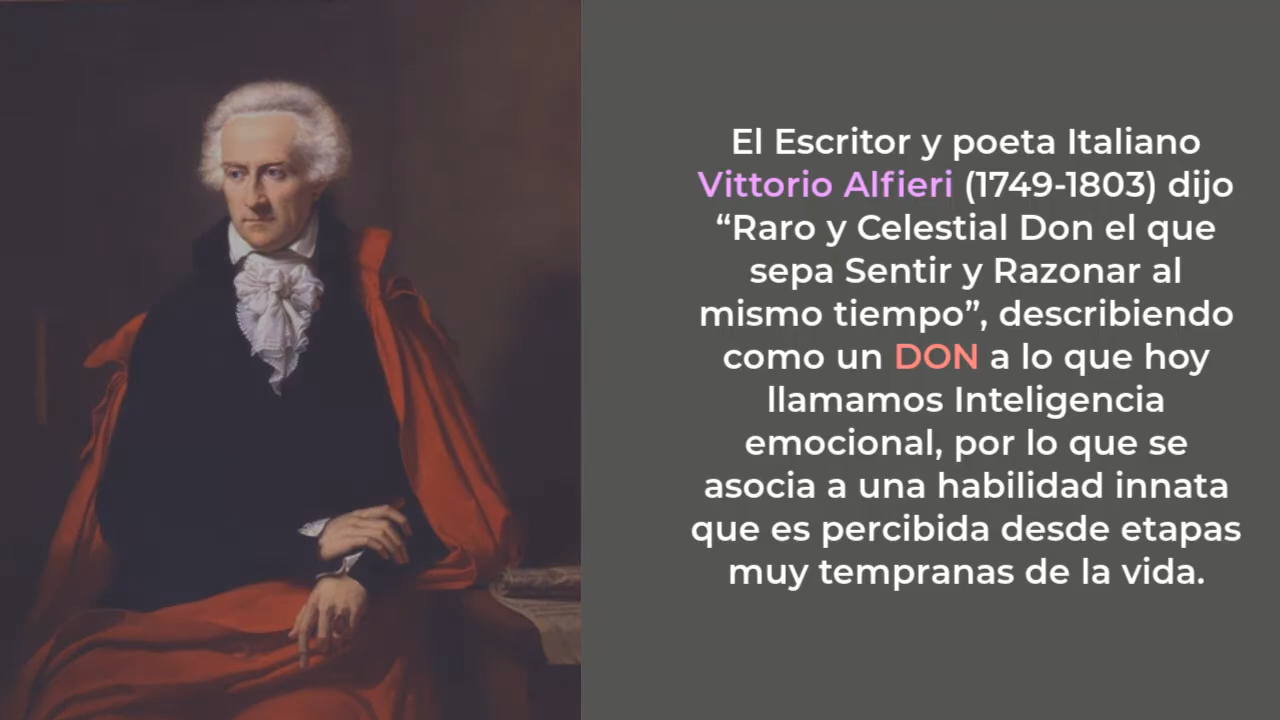 El Escritor y poeta Italiano
Vittorio Alfieri (1749-1803) dijo
“Raro y Celestial Don el que
sepa Sentir y Razonar al
mismo tiempo”, describiendo
como un DON a lo que hoy
llamamos Inteligencia
emocional, por lo que se
asocia a una habilidad innata
que es percibida desde etapas
muy tempranas de la vida.